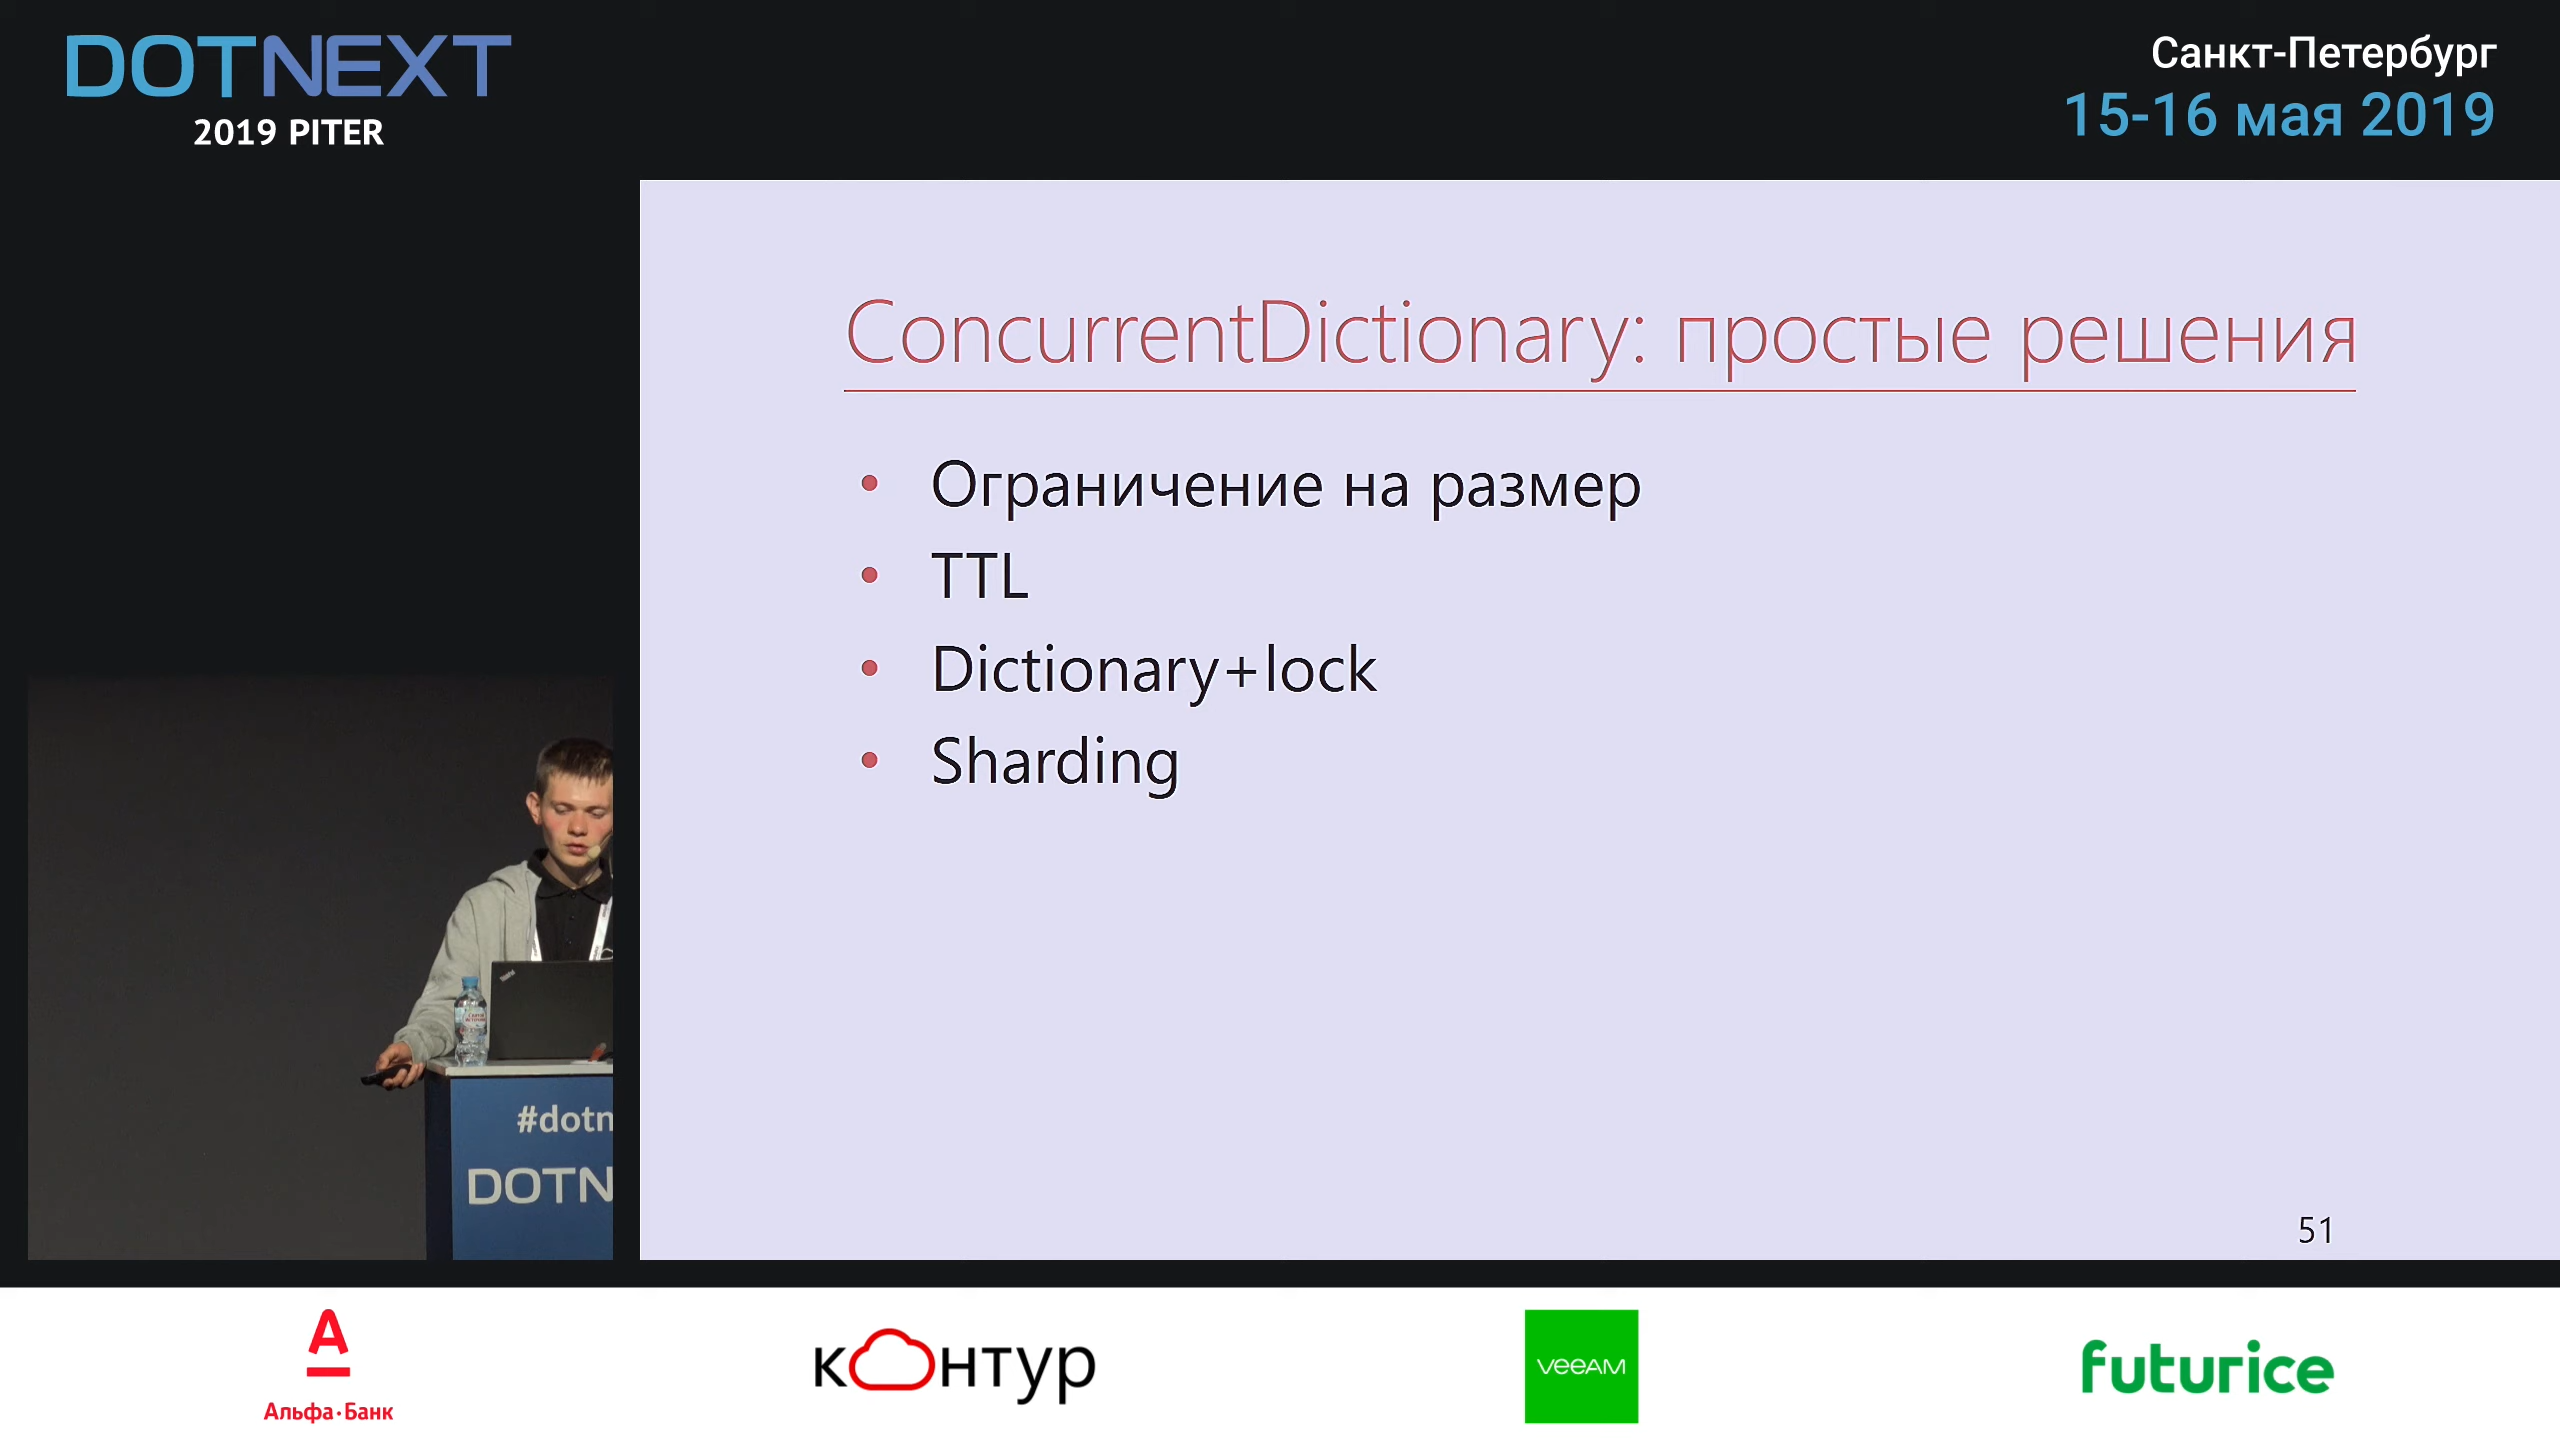 DOTNEXT
2019 PITER
Санкт-Петербург
15-16 мая 2019
ConcurrentDictionary: простые решения
• Ограничение на размер
• TTL
• Dictionary+lock
• Sharding
51
#dotn
DOTN
Альфа·Банк
контур
veeAM
futurice